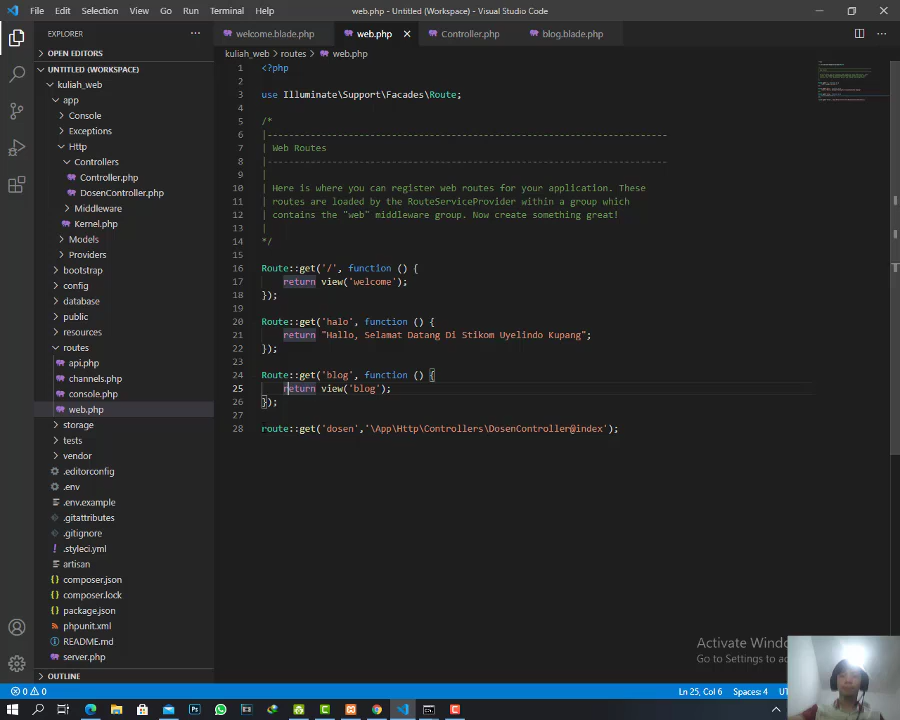 File Edit Selection View Go Run Terminal Help web.php - Untitled (Workspace) - Visual Studio Code
EXPLORER
welcome.blade.php web.php Controller.php blog.blade.php
OPEN EDITORS
kuliah_web routes web.php
UNTITLED (WORKSPACE)
kuliah_web
app
Console
Exceptions
Http
Controllers
Controller.php
DosenController.php
Middleware
Kernel.php
Models
Providers
bootstrap
config
database
public
resources
routes
api.php
channels.php
console.php
web.php
storage
tests
vendor
.editorconfig
.env
.env.example
.gitattributes
.gitignore
.styleci.yml
artisan
composer.json
composer.lock
package.json
phpunit.xml
README.md
server.php
OUTLINE
1 <?php
2
3 use Illuminate\Support\Facades\Route;
4
5 /*
6 |--------------------------------------------------------------------------
7 | Web Routes
8 |--------------------------------------------------------------------------
9 |
10 | Here is where you can register web routes for your application. These
11 | routes are loaded by the RouteServiceProvider within a group which
12 | contains the "web" middleware group. Now create something great!
13 |
14 */
15
16 Route::get('/', function () {
17 return view('welcome');
18 });
19
20 Route::get('halo', function () {
21 return "Hallo, Selamat Datang Di Stikom Uyelindo Kupang";
22 });
23
24 Route::get('blog', function () {
25 return view('blog');
26 });
27
28 route::get('dosen','\App\Http\Controllers\DosenController@index');
Activate Windo
Go to Settings to a
0 0 Ln 25, Col 6 Spaces: 4 UT